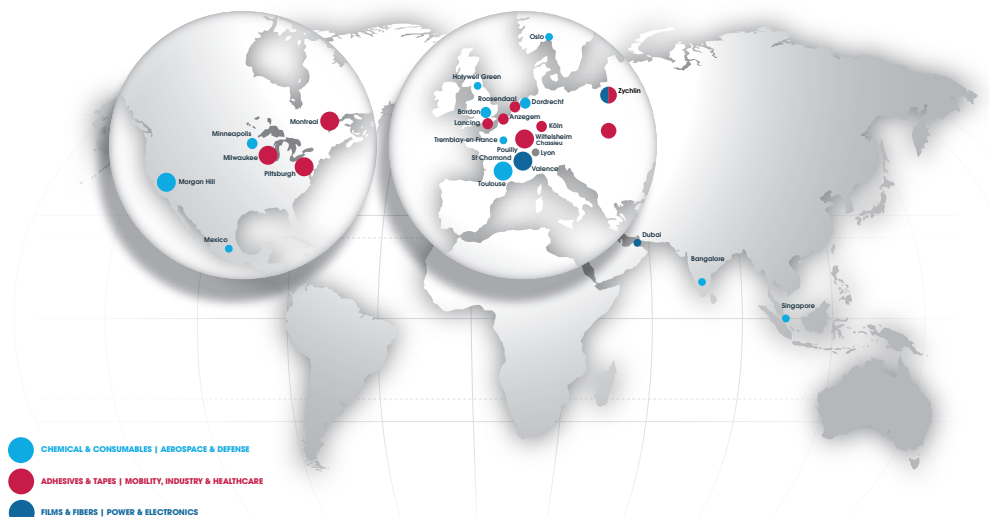 Oslo
Holywell Green
Zychlin
Roosendaal
Dordrecht
Bordon
Anzegem
Montreal
Lancing
Köln
Minneapolis
Tremblay-en-France
Wittelsheim
Chassieu
Milwaukee
Pouilly
Lyon
St Chamond
Pittsburgh
Valence
Morgan Hill
Toulouse
Mexico
Dubai
Bangalore
Singapore
CHEMICAL & CONSUMABLES | AEROSPACE & DEFENSE
ADHESIVES & TAPES | MOBILITY, INDUSTRY & HEALTHCARE
FILMS & FIBERS | POWER & ELECTRONICS